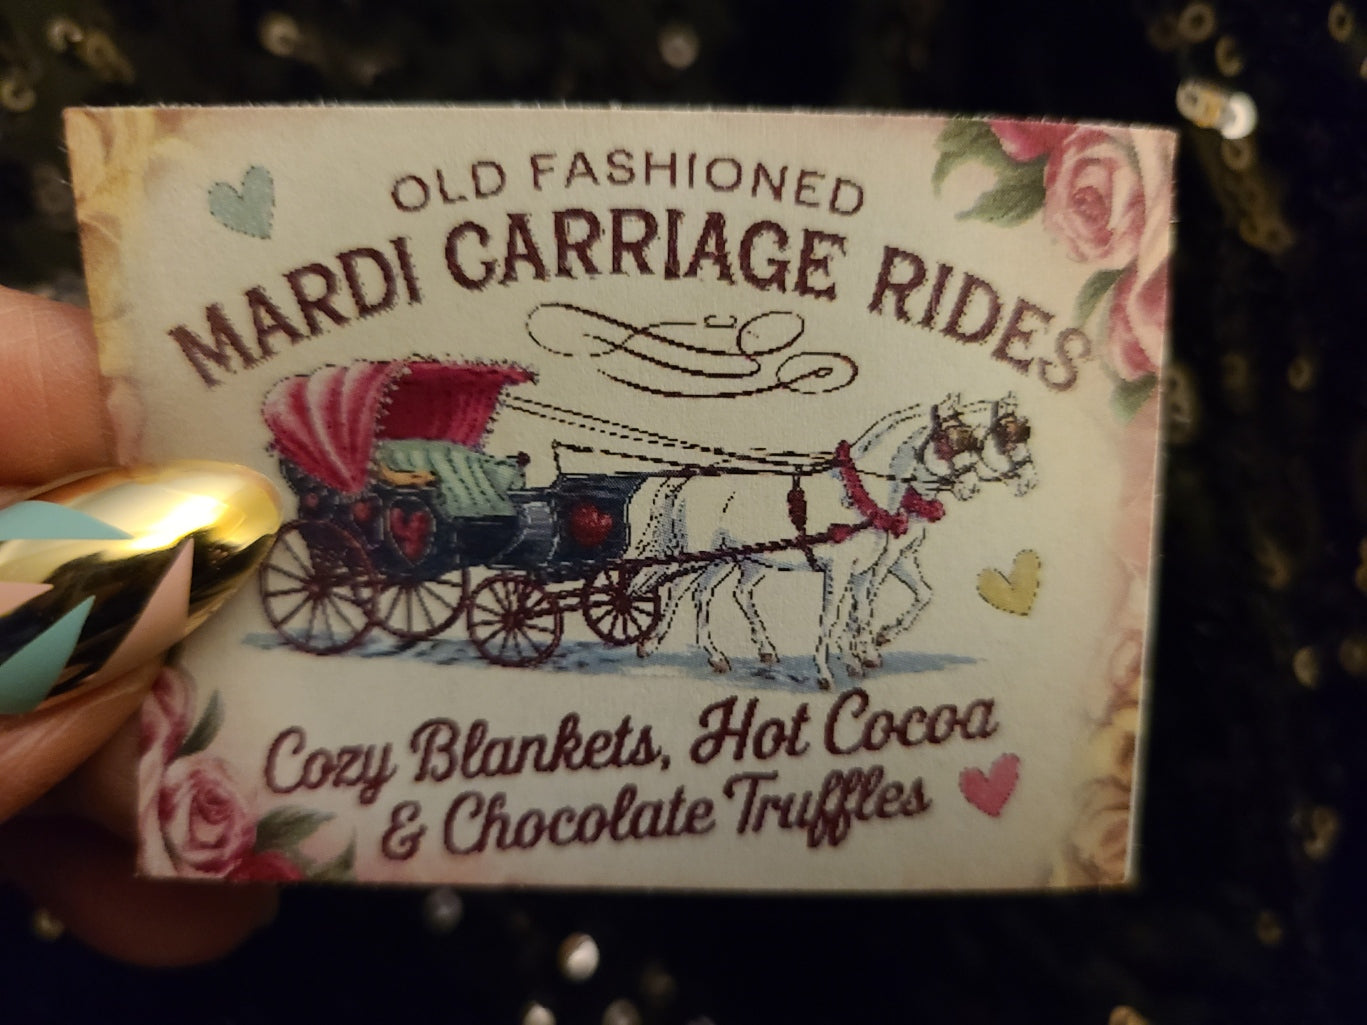 OLD FASHIONED
MARDI CARRIAGE RIDES
Cozy Blankets, Hot Cocoa
& Chocolate Truffles